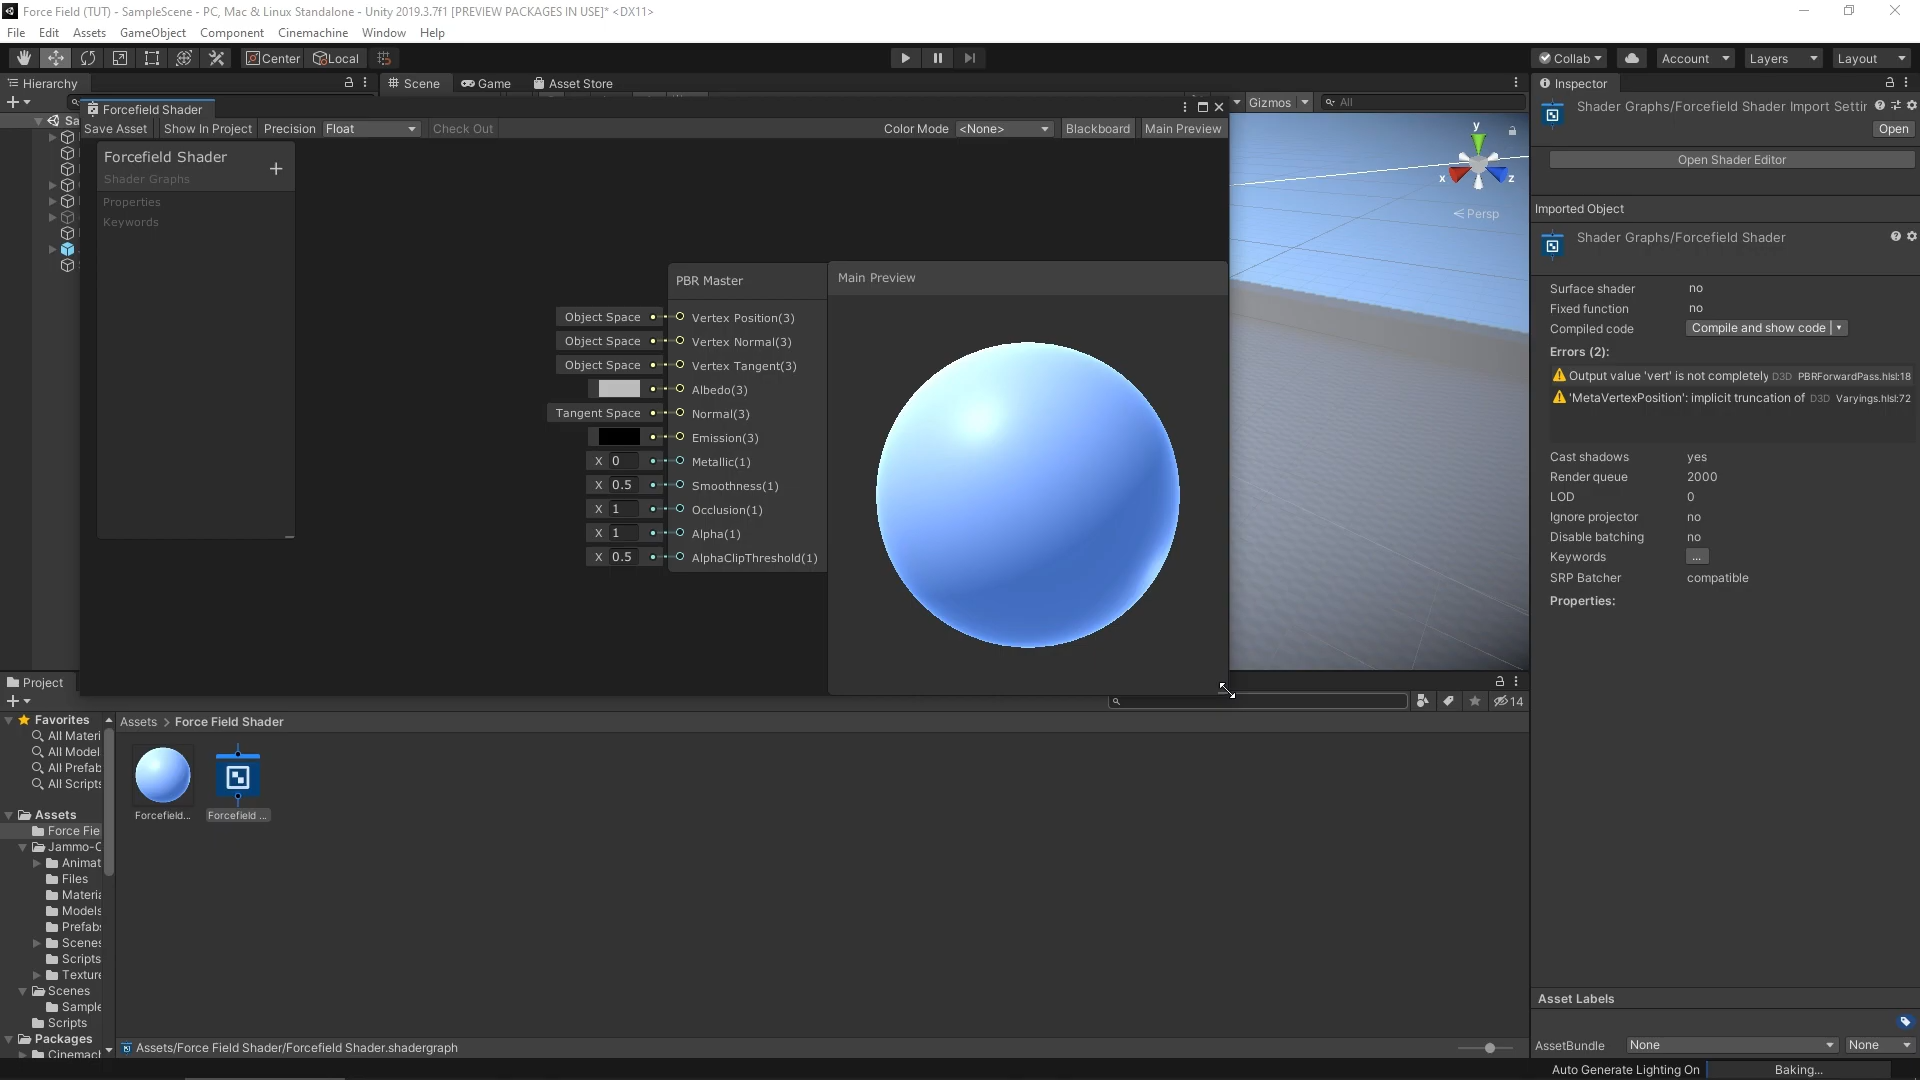 Force Field (TUT) - SampleScene - PC, Mac & Linux Standalone - Unity 2019.3.7f1 [PREVIEW PACKAGES IN USE]* <DX11>
File Edit Assets GameObject Component Cinemachine Window Help
Center Local Collab Account Layers Layout
Hierarchy Scene Game Asset Store Inspector
Forcefield Shader
Gizmos All
Save Asset Show In Project Precision Float Check Out Color Mode <None> Blackboard Main Preview
Forcefield Shader
Shader Graphs
Properties
Keywords
PBR Master
Object Space Vertex Position(3)
Object Space Vertex Normal(3)
Object Space Vertex Tangent(3)
Albedo(3)
Tangent Space Normal(3)
Emission(3)
X 0 Metallic(1)
X 0.5 Smoothness(1)
X 1 Occlusion(1)
X 1 Alpha(1)
X 0.5 AlphaClipThreshold(1)
Main Preview
y
x z
< Persp
Shader Graphs/Forcefield Shader Import Settir
Open
Open Shader Editor
Imported Object
Shader Graphs/Forcefield Shader
Surface shader no
Fixed function no
Compiled code Compile and show code
Errors (2):
Output value 'vert' is not completely D3D PBRForwardPass.hlsl:18
'MetaVertexPosition': implicit truncation of D3D Varyings.hlsl:72
Cast shadows yes
Render queue 2000
LOD 0
Ignore projector no
Disable batching no
Keywords ...
SRP Batcher compatible
Properties:
Asset Labels
AssetBundle None None
Auto Generate Lighting On Baking...
Project
14
Favorites
All Materi
All Model
All Prefab
All Scripts
Assets
Force Fie
Jammo-C
Animat
Files
Materia
Models
Prefabs
Scenes
Scripts
Texture
Scenes
Sample
Scripts
Packages
Cinemach
Assets > Force Field Shader
Forcefield... Forcefield ...
Assets/Force Field Shader/Forcefield Shader.shadergraph